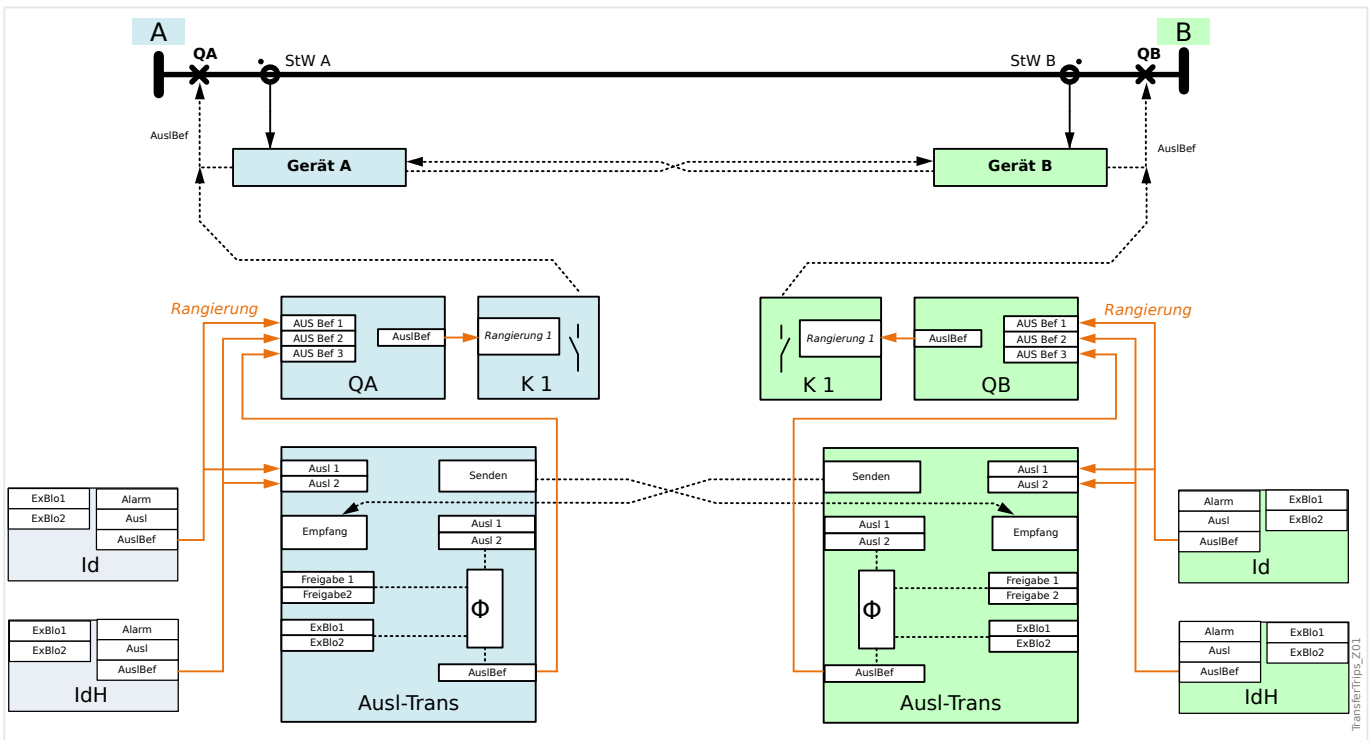 A
B
QA
StW A
StW B
QB
AuslBef
AuslBef
Gerät A
Gerät B
Rangierung
AUS Bef 1
AUS Bef 2
AUS Bef 3
AuslBef
QA
Rangierung 1
K 1
Rangierung 1
K 1
AuslBef
AUS Bef 1
AUS Bef 2
AUS Bef 3
QB
Rangierung
Ausl 1
Ausl 2
Senden
Empfang
Ausl 1
Ausl 2
Freigabe 1
Freigabe2
Φ
ExBlo1
ExBlo2
AuslBef
Ausl-Trans
Senden
Ausl 1
Ausl 2
Ausl 1
Ausl 2
Empfang
Φ
Freigabe 1
Freigabe 2
ExBlo1
ExBlo2
AuslBef
Ausl-Trans
ExBlo1
ExBlo2
Alarm
Ausl
AuslBef
Id
ExBlo1
ExBlo2
Alarm
Ausl
AuslBef
IdH
Alarm
Ausl
AuslBef
ExBlo1
ExBlo2
Id
Alarm
Ausl
AuslBef
ExBlo1
ExBlo2
IdH
TransferTrips_Z01